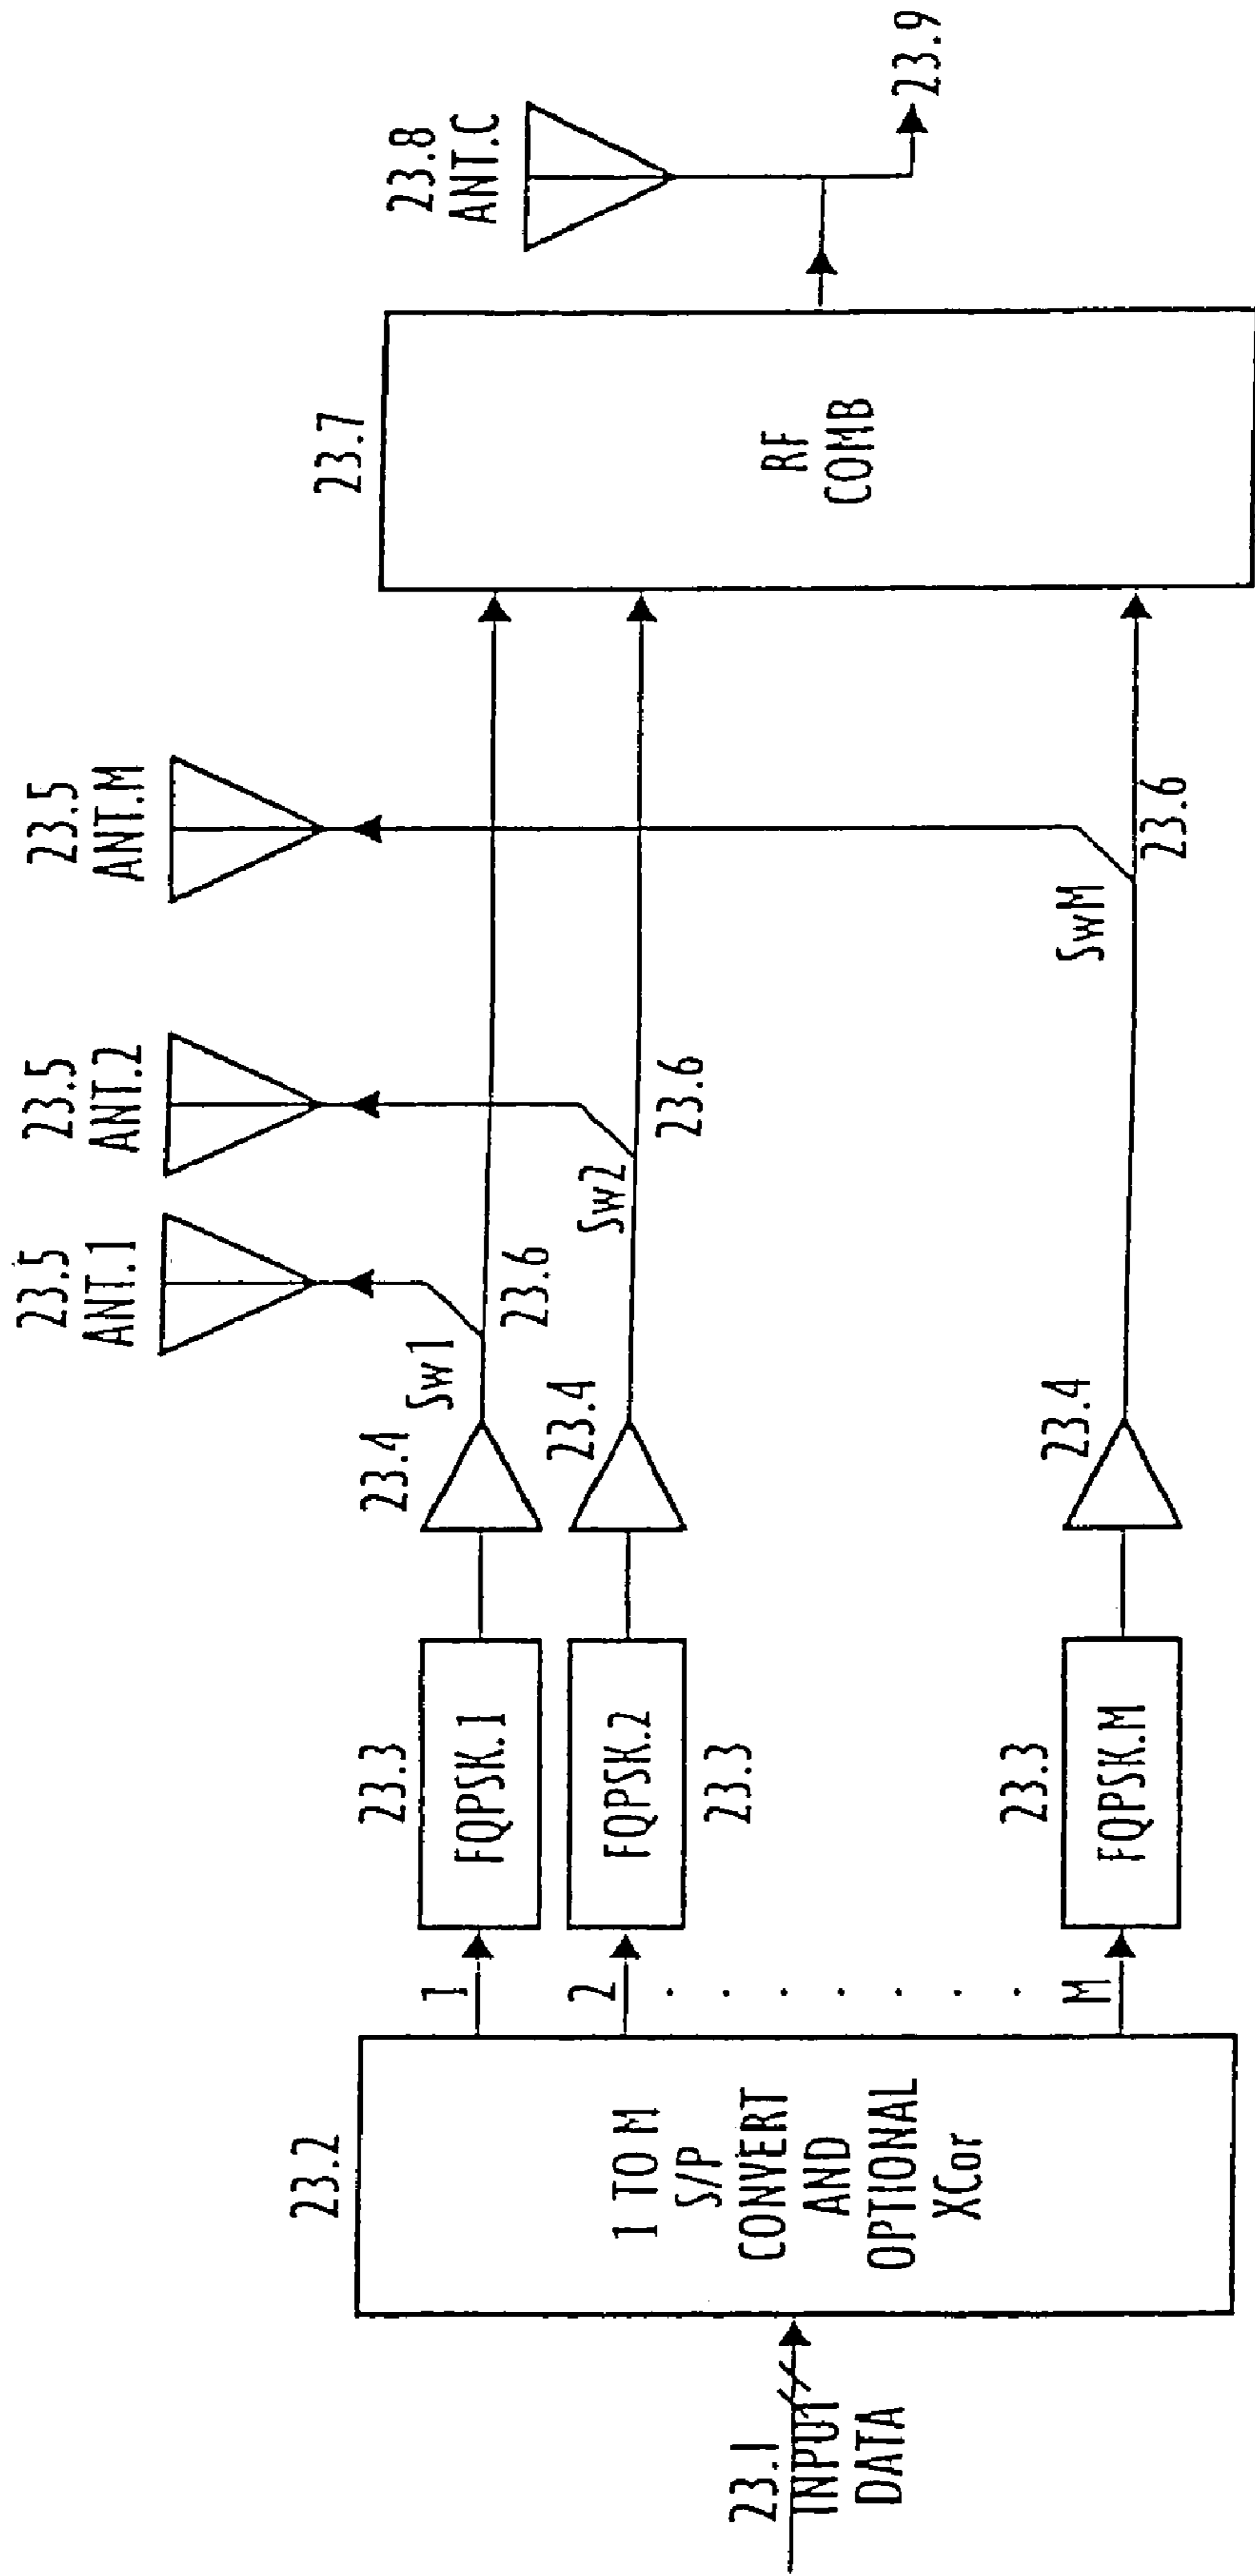 23.1
INPUT
DATA
23.2
1 TO M
S/P
CONVERT
AND
OPTIONAL
XCor
1
2
. . . . . . .
M
23.3
FQPSK.1
FQPSK.2
23.3
23.3
FQPSK.M
23.4
23.4
23.4
Sw1
23.6
Sw2
23.6
SwM
23.6
23.5
ANT.1
23.5
ANT.2
23.5
ANT.M
23.7
RF
COMB
23.8
ANT.C
23.9